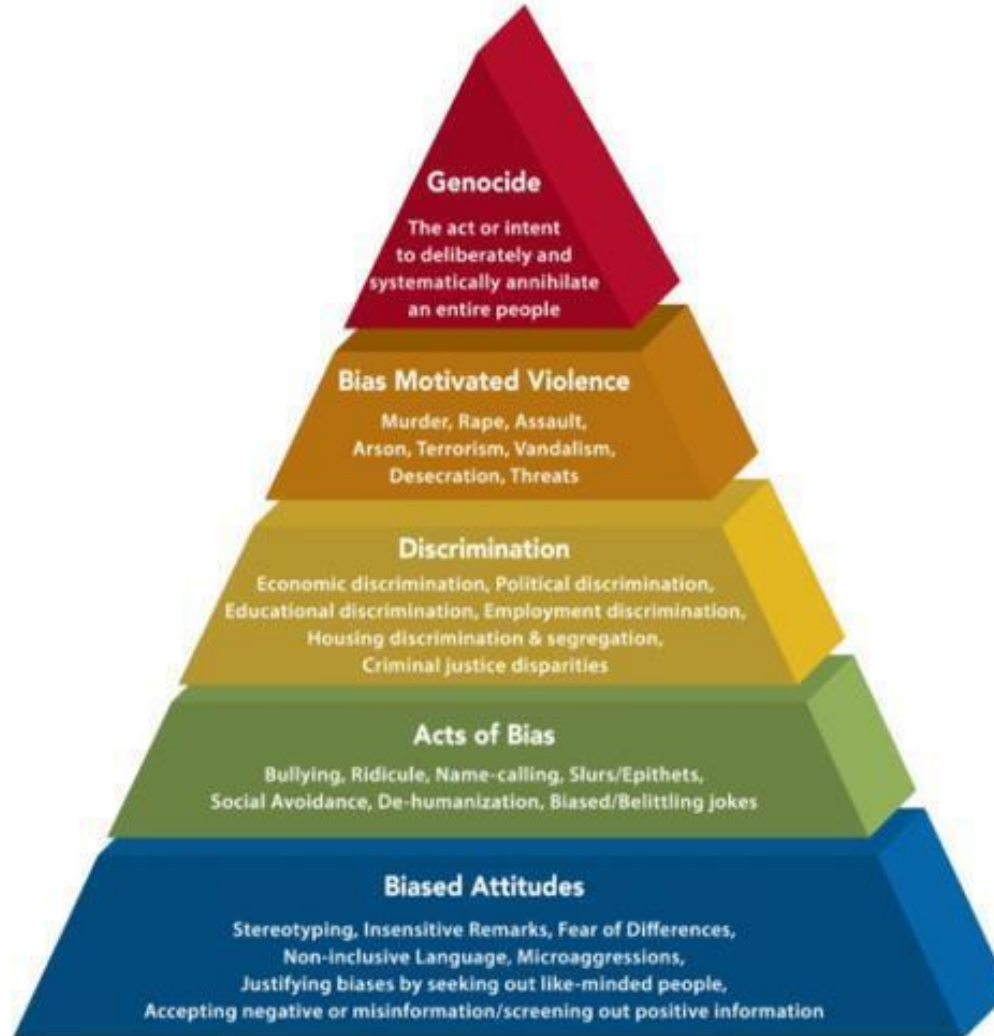 Genocide
The act or intent
to deliberately and
systematically annihilate
an entire people
Bias Motivated Violence
Murder, Rape, Assault,
Arson, Terrorism, Vandalism,
Desecration, Threats
Discrimination
Economic discrimination, Political discrimination,
Educational discrimination, Employment discrimination,
Housing discrimination & segregation,
Criminal justice disparities
Acts of Bias
Bullying, Ridicule, Name-calling, Slurs/Epithets,
Social Avoidance, De-humanization, Biased/Belittling jokes
Biased Attitudes
Stereotyping, Insensitive Remarks, Fear of Differences,
Non-inclusive Language, Microaggressions,
Justifying biases by seeking out like-minded people,
Accepting negative or misinformation/screening out positive information